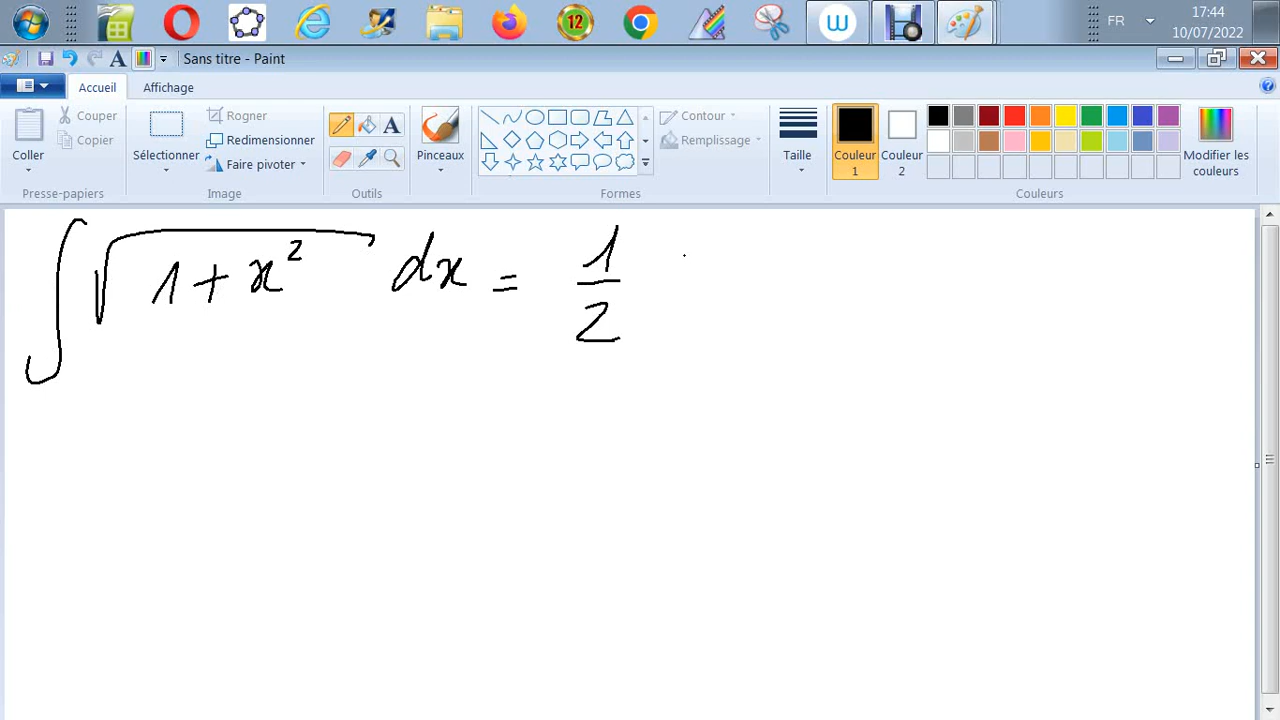 12
W
FR
17:44
10/07/2022
Sans titre - Paint
Accueil
Affichage
Coller
Couper
Copier
Presse-papiers
Sélectionner
Rogner
Redimensionner
Faire pivoter
Image
A
Outils
Pinceaux
Contour
Remplissage
Formes
Taille
Couleur
1
Couleur
2
Modifier les
couleurs
Couleurs
∫ √1+x² dx = 1/2